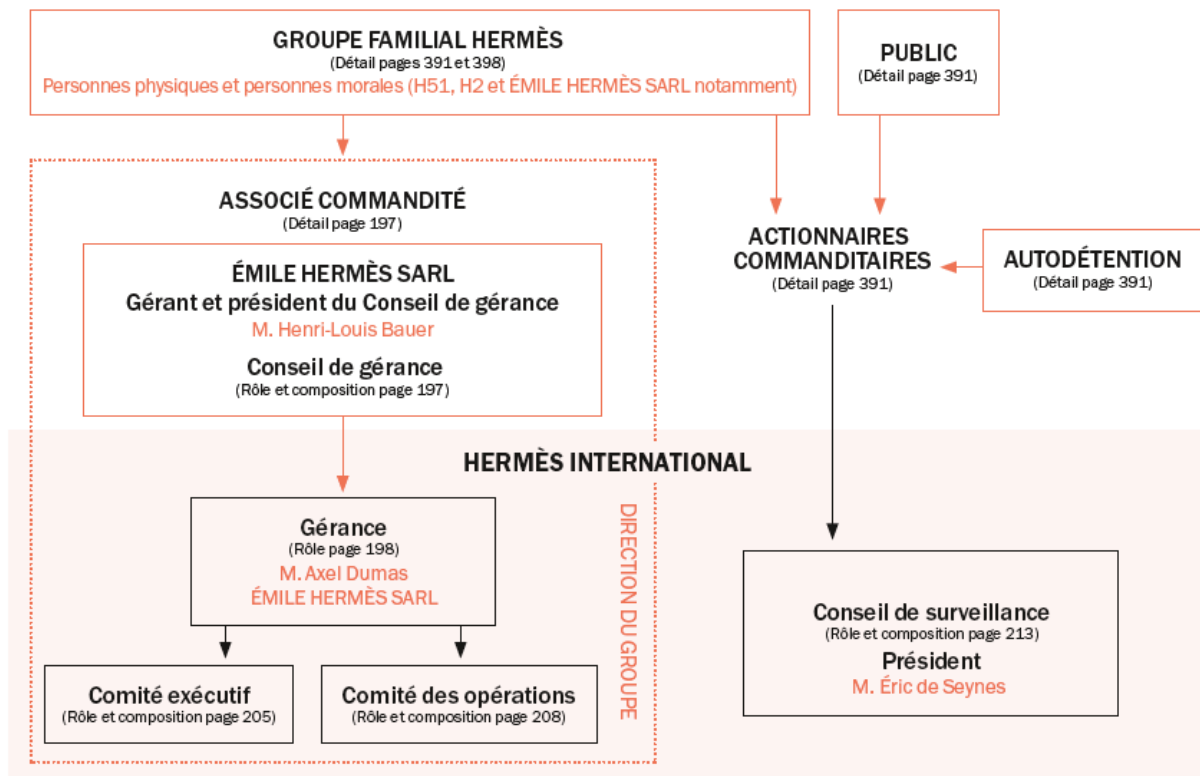 GROUPE FAMILIAL HERMÈS
(Détail pages 391 et 398)
Personnes physiques et personnes morales (H51, H2 et ÉMILE HERMÈS SARL notamment)
PUBLIC
(Détail page 391)
ASSOCIÉ COMMANDITÉ
(Détail page 197)
ÉMILE HERMÈS SARL
Gérant et président du Conseil de gérance
M. Henri-Louis Bauer
Conseil de gérance
(Rôle et composition page 197)
ACTIONNAIRES
COMMANDITAIRES
(Détail page 391)
AUTODÉTENTION
(Détail page 391)
HERMÈS INTERNATIONAL
Gérance
(Rôle page 198)
M. Axel Dumas
ÉMILE HERMÈS SARL
DIRECTION DU GROUPE
Comité exécutif
(Rôle et composition page 205)
Comité des opérations
(Rôle et composition page 208)
Conseil de surveillance
(Rôle et composition page 213)
Président
M. Éric de Seynes